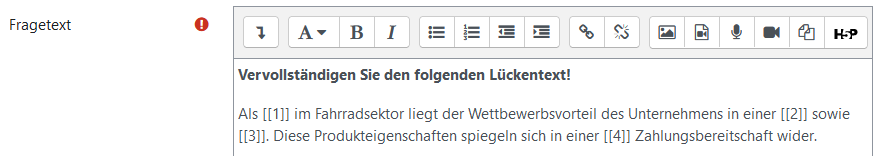 Fragetext
A B I H5P
Vervollständigen Sie den folgenden Lückentext!
Als [[1]] im Fahrradsektor liegt der Wettbewerbsvorteil des Unternehmens in einer [[2]] sowie
[[3]]. Diese Produkteigenschaften spiegeln sich in einer [[4]] Zahlungsbereitschaft wider.